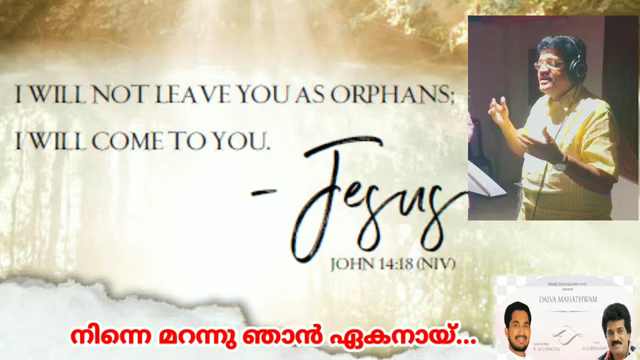 I WILL NOT LEAVE YOU AS ORPHANS;
I WILL COME TO YOU.
- Jesus
JOHN 14:18 (NIV)
DAIVA MAHATHWAM
നിന്നെ മറന്നു ഞാൻ ഏകനായ്...